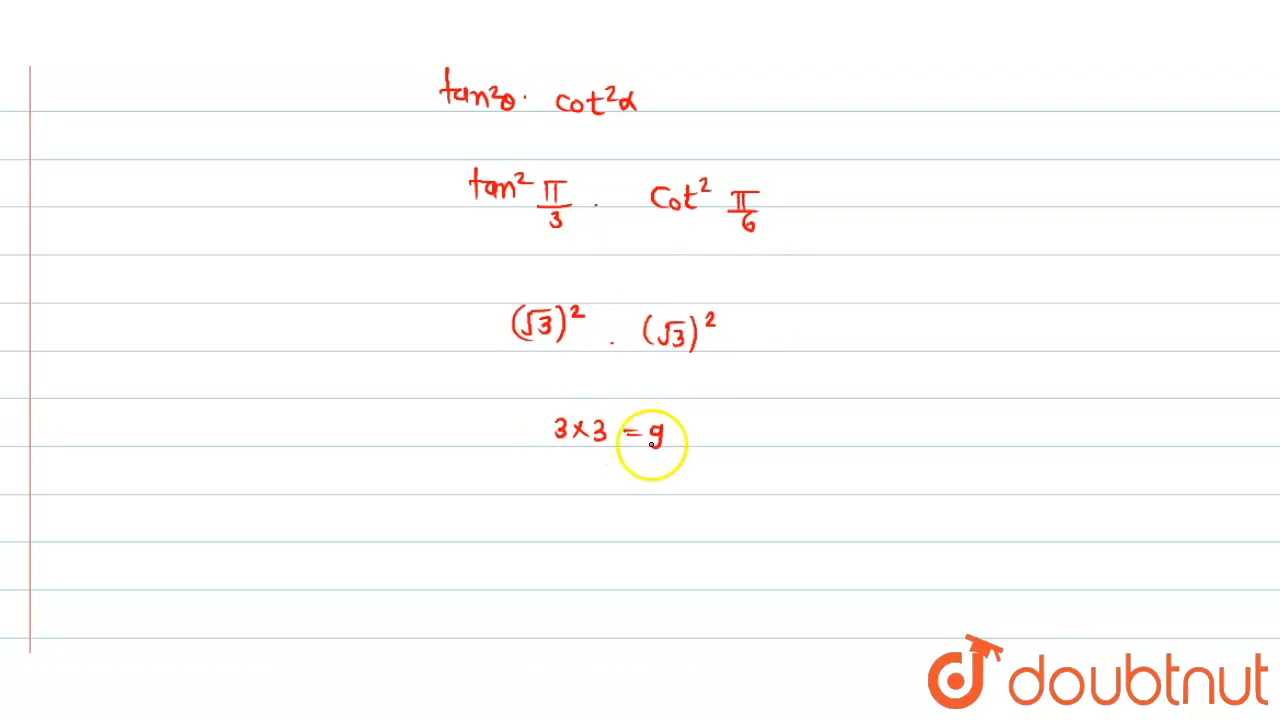 tan²θ · cot²α
tan² π/3 . Cot² π/6
(√3)² . (√3)²
3×3 = 9
doubtnut